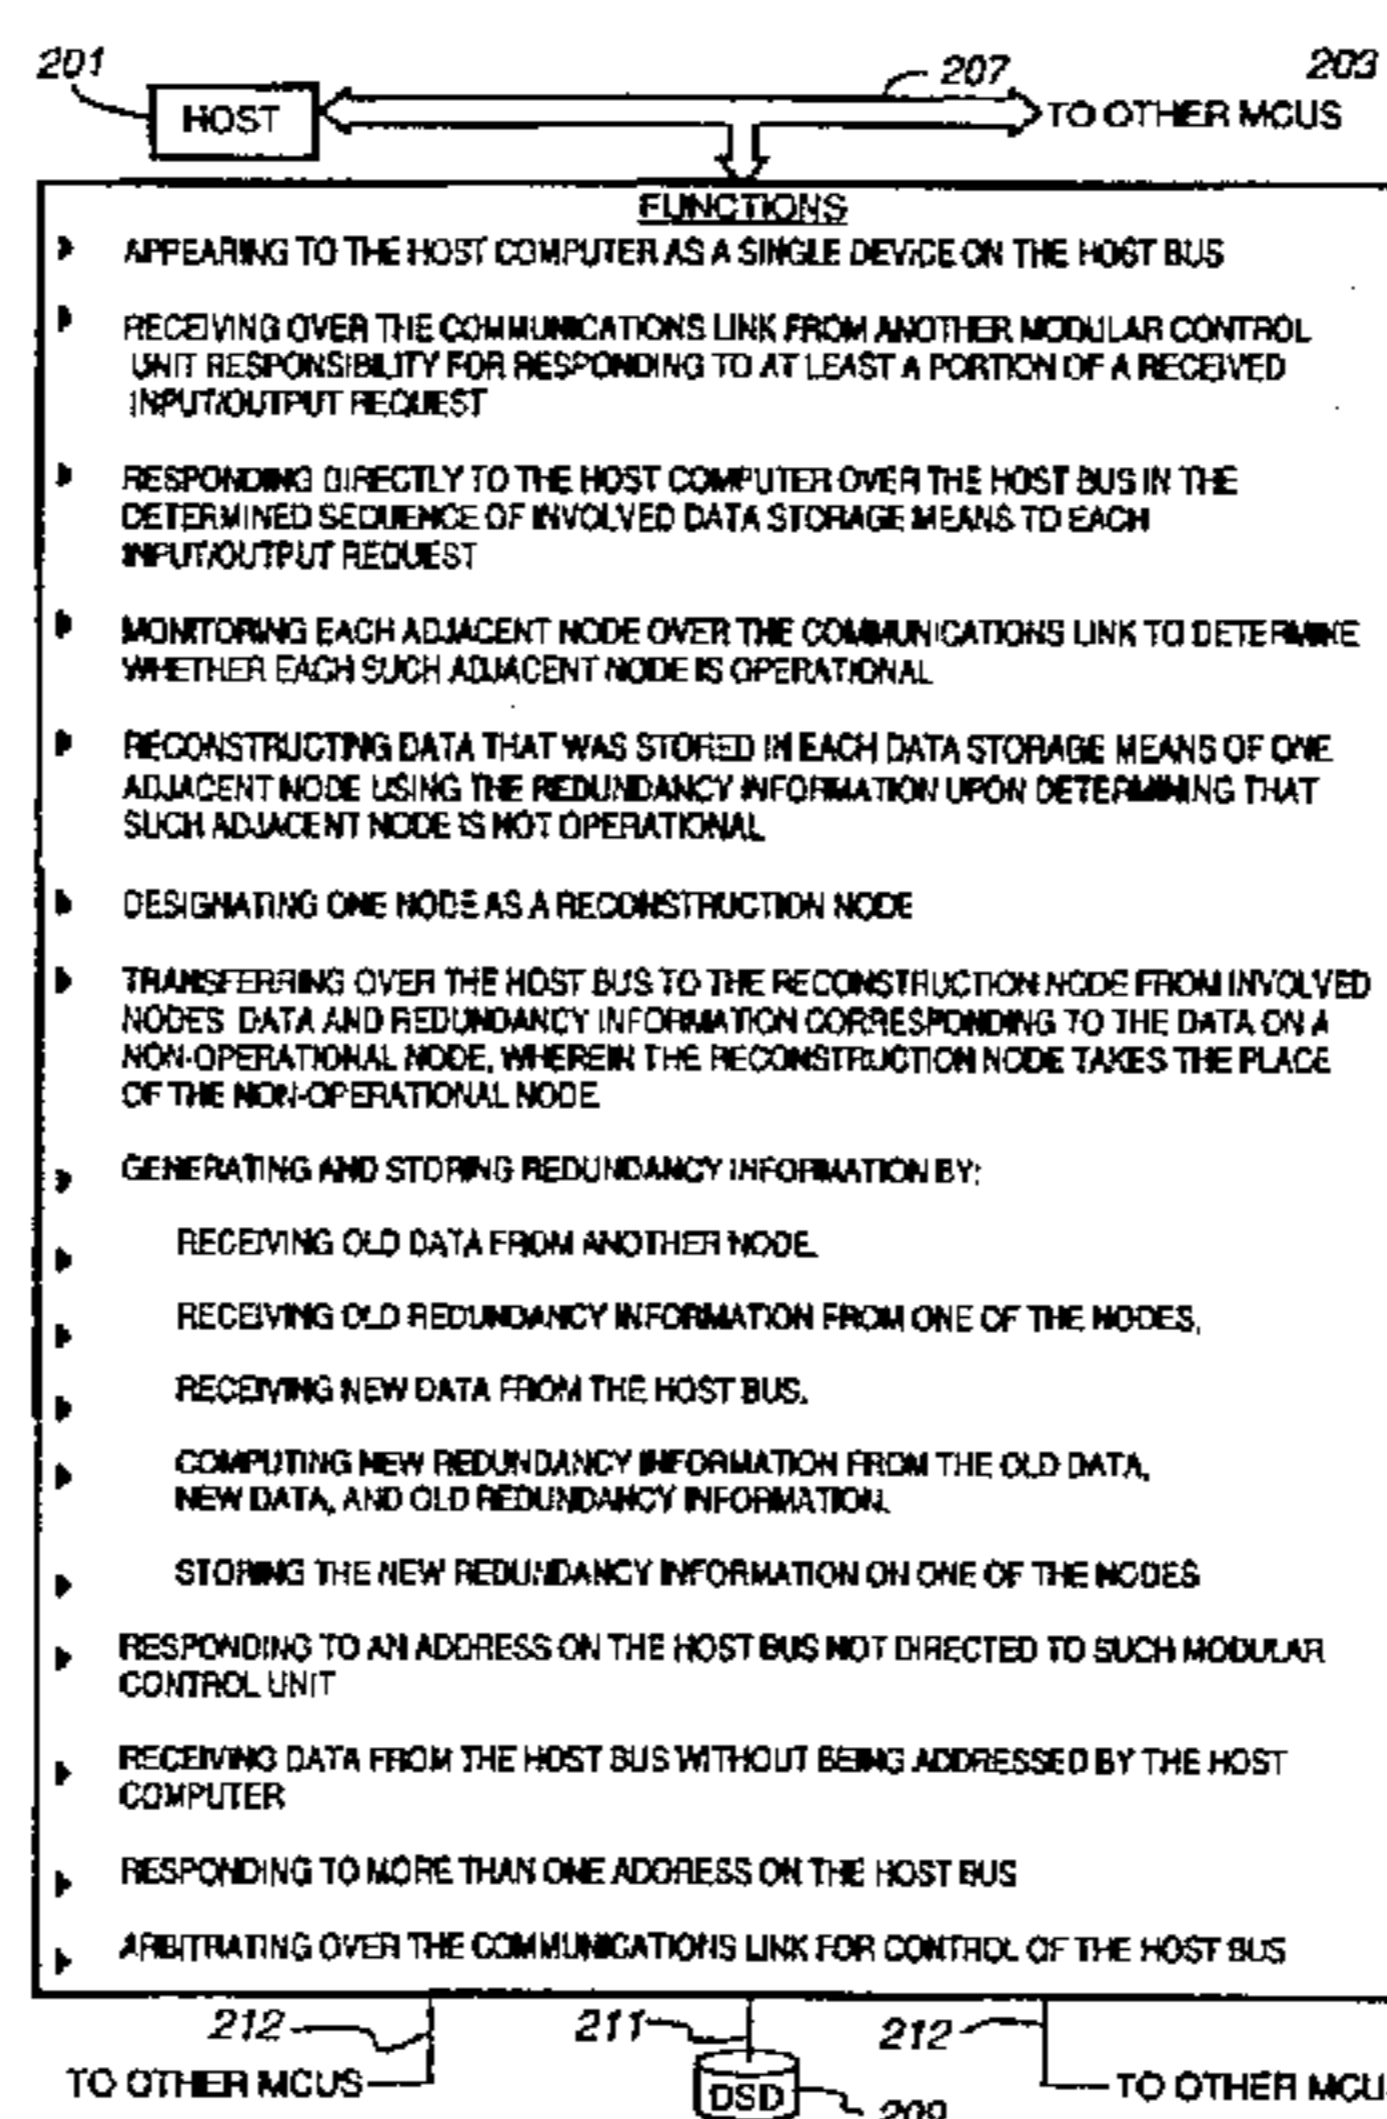 201 207 203
HOST TO OTHER MCUS
FUNCTIONS
APPEARING TO THE HOST COMPUTER AS A SINGLE DEVICE ON THE HOST BUS
RECEIVING OVER THE COMMUNICATIONS LINK FROM ANOTHER MODULAR CONTROL
UNIT RESPONSIBILITY FOR RESPONDING TO AT LEAST A PORTION OF A RECEIVED
INPUT/OUTPUT REQUEST
RESPONDING DIRECTLY TO THE HOST COMPUTER OVER THE HOST BUS IN THE
DETERMINED SEQUENCE OF INVOLVED DATA STORAGE MEANS TO EACH
INPUT/OUTPUT REQUEST
MONITORING EACH ADJACENT NODE OVER THE COMMUNICATIONS LINK TO DETERMINE
WHETHER EACH SUCH ADJACENT NODE IS OPERATIONAL
RECONSTRUCTING DATA THAT WAS STORED IN EACH DATA STORAGE MEANS OF ONE
ADJACENT NODE USING THE REDUNDANCY INFORMATION UPON DETERMINING THAT
SUCH ADJACENT NODE IS NOT OPERATIONAL
DESIGNATING ONE NODE AS A RECONSTRUCTION NODE
TRANSFERRING OVER THE HOST BUS TO THE RECONSTRUCTION NODE FROM INVOLVED
NODES DATA AND REDUNDANCY INFORMATION CORRESPONDING TO THE DATA ON A
NON-OPERATIONAL NODE, WHEREIN THE RECONSTRUCTION NODE TAKES THE PLACE
OF THE NON-OPERATIONAL NODE
GENERATING AND STORING REDUNDANCY INFORMATION BY:
RECEIVING OLD DATA FROM ANOTHER NODE.
RECEIVING OLD REDUNDANCY INFORMATION FROM ONE OF THE NODES,
RECEIVING NEW DATA FROM THE HOST BUS.
COMPUTING NEW REDUNDANCY INFORMATION FROM THE OLD DATA,
NEW DATA, AND OLD REDUNDANCY INFORMATION.
STORING THE NEW REDUNDANCY INFORMATION ON ONE OF THE NODES
RESPONDING TO AN ADDRESS ON THE HOST BUS NOT DIRECTED TO SUCH MODULAR
CONTROL UNIT
RECEIVING DATA FROM THE HOST BUS WITHOUT BEING ADDRESSED BY THE HOST
COMPUTER
RESPONDING TO MORE THAN ONE ADDRESS ON THE HOST BUS
ARBITRATING OVER THE COMMUNICATIONS LINK FOR CONTROL OF THE HOST BUS
212 211 212
TO OTHER MCUS DSD TO OTHER MCUS
209